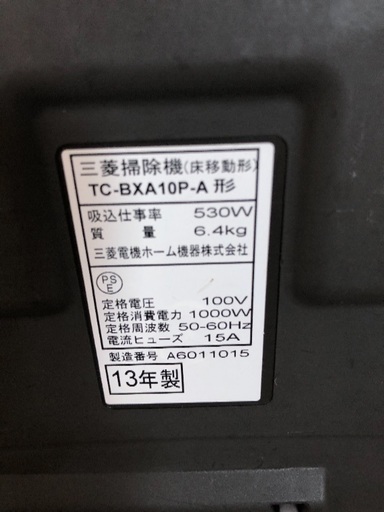 三菱掃除機(床移動形)
TC-BXA10P-A 形
吸込仕事率 530W
質 量 6.4kg
三菱電機ホーム機器株式会社
PS
E
定格電圧 100V
定格消費電力 1000W
定格周波数 50-60Hz
電流ヒューズ 15A
製造番号 A6011015
13年製